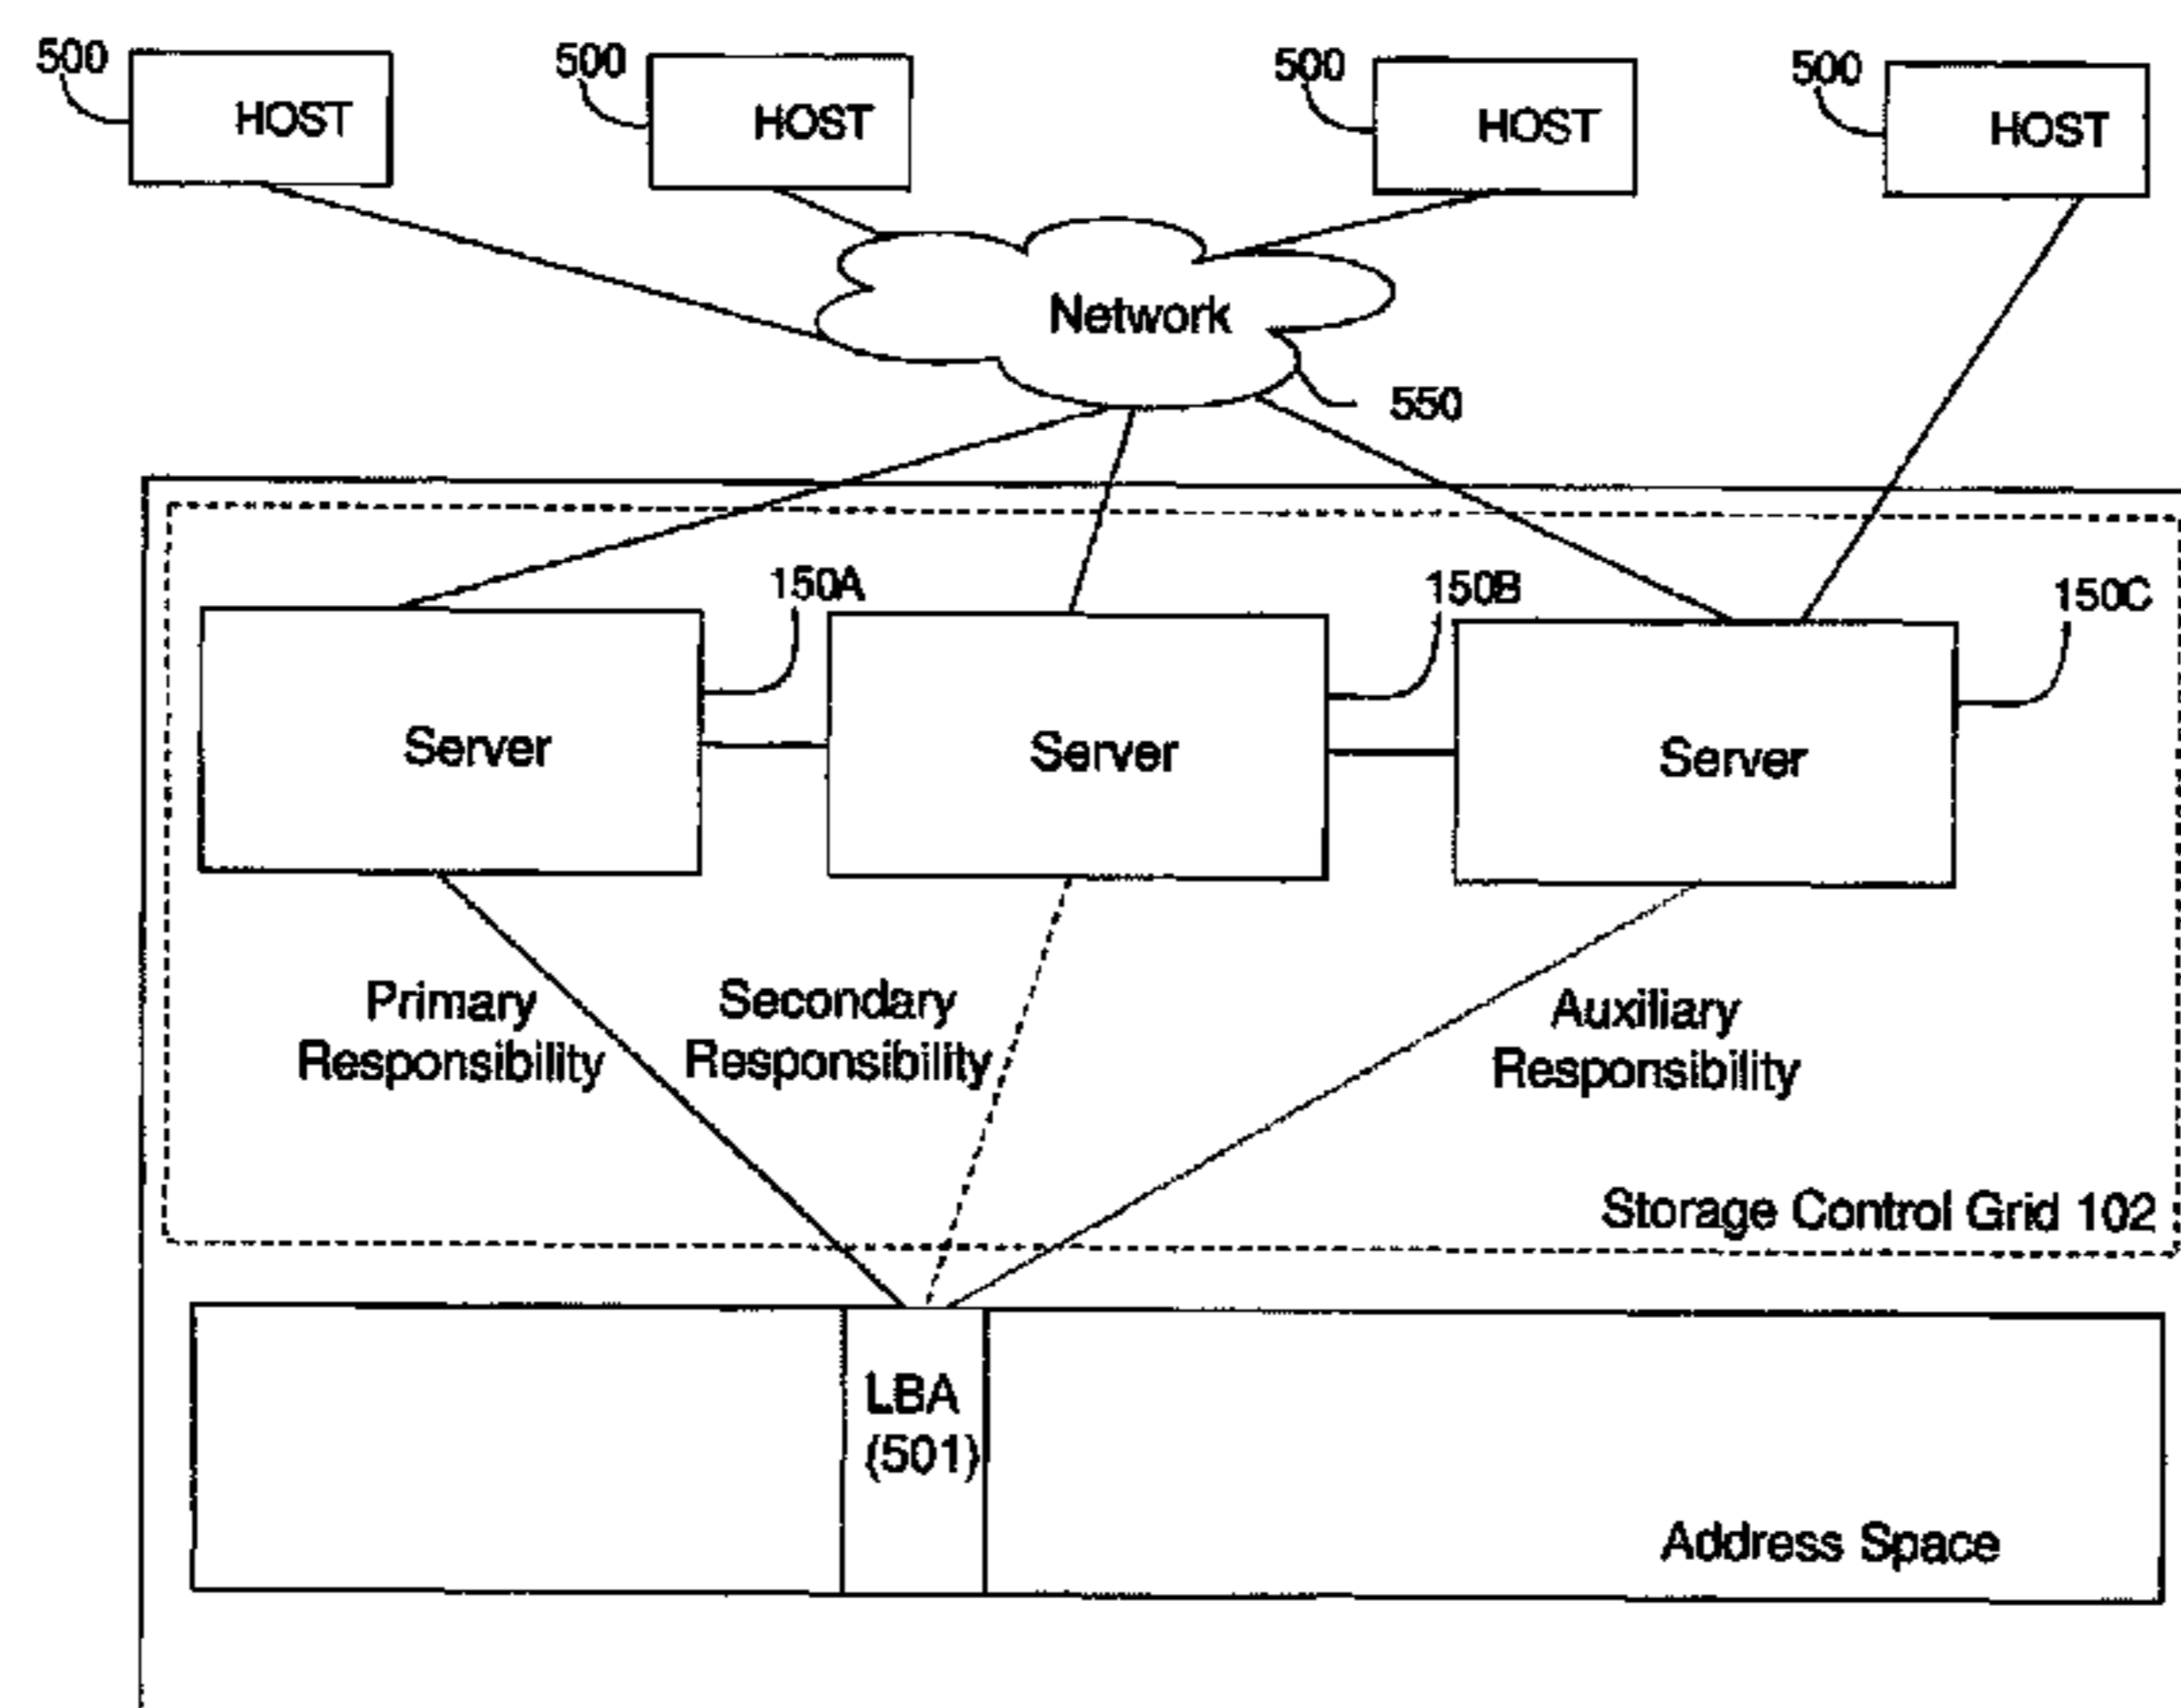 500
HOST
500
HOST
500
HOST
500
HOST
Network
550
150A
150B
150C
Server
Server
Server
Primary
Responsibility
Secondary
Responsibility
Auxiliary
Responsibility
Storage Control Grid 102
LBA
(501)
Address Space